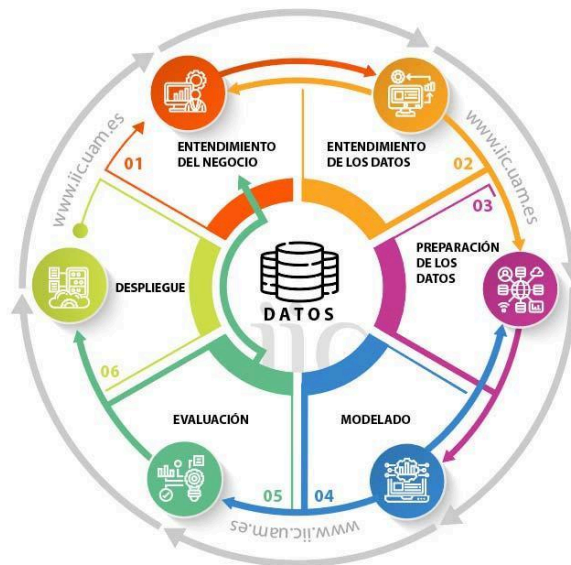 01
ENTENDIMIENTO
DEL NEGOCIO
ENTENDIMIENTO
DE LOS DATOS
02
03
PREPARACIÓN
DE LOS
DATOS
MODELADO
04
EVALUACIÓN
05
DESPLIEGUE
06
DATOS
iic
www.iic.uam.es
www.iic.uam.es
www.iic.uam.es